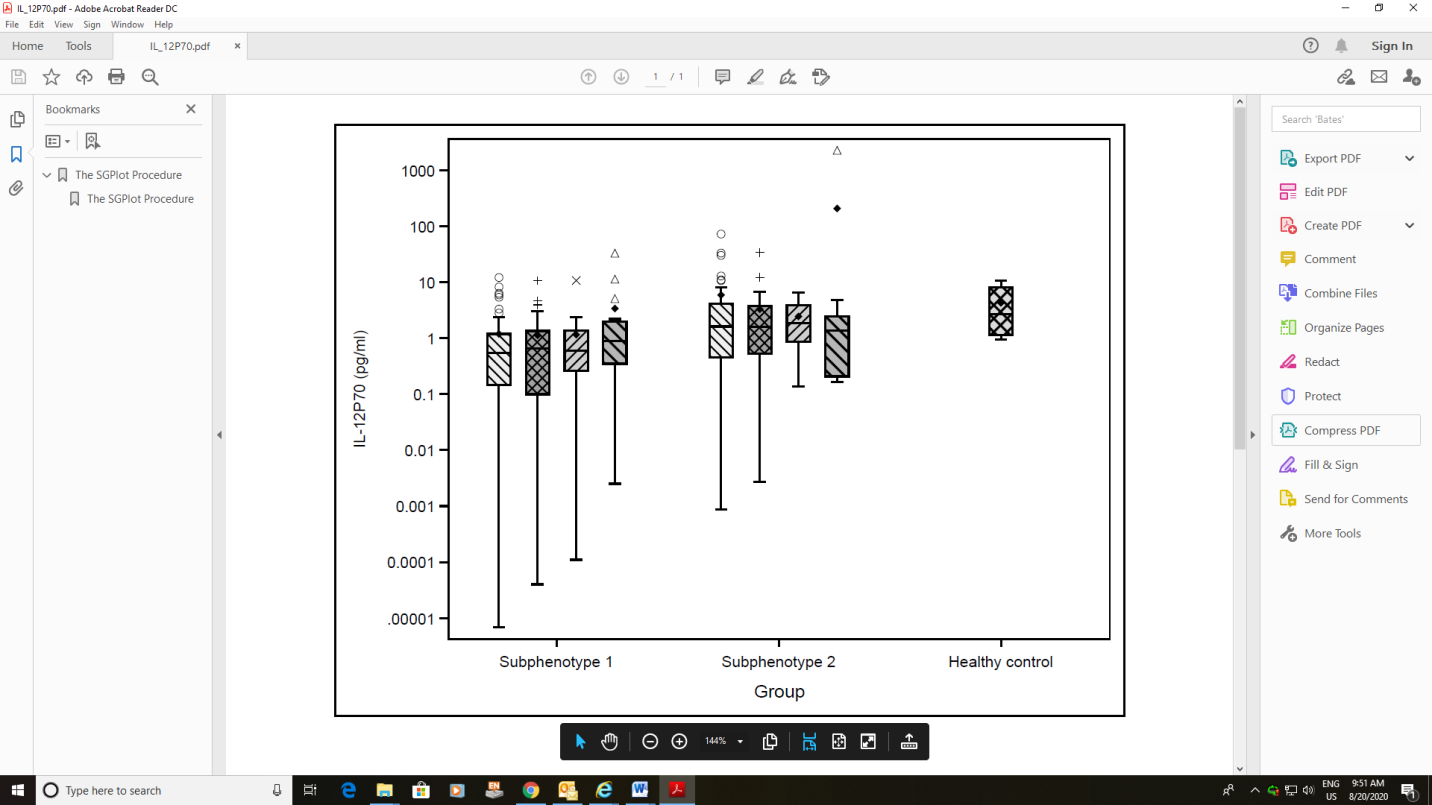 IL_12P70.pdf - Adobe Acrobat Reader DC
File Edit View Sign Window Help
Home Tools IL_12P70.pdf ×
Sign In
1 / 1
Bookmarks
The SGPlot Procedure
The SGPlot Procedure
1000
100
10
1
0.1
0.01
0.001
0.0001
.00001
IL-12P70 (pg/ml)
Subphenotype 1 Subphenotype 2 Healthy control
Group
Search 'Bates'
Export PDF
Edit PDF
Create PDF
Comment
Combine Files
Organize Pages
Redact
Protect
Compress PDF
Fill & Sign
Send for Comments
More Tools
144%
Type here to search
EN
ENG
US
9:51 AM
8/20/2020
1